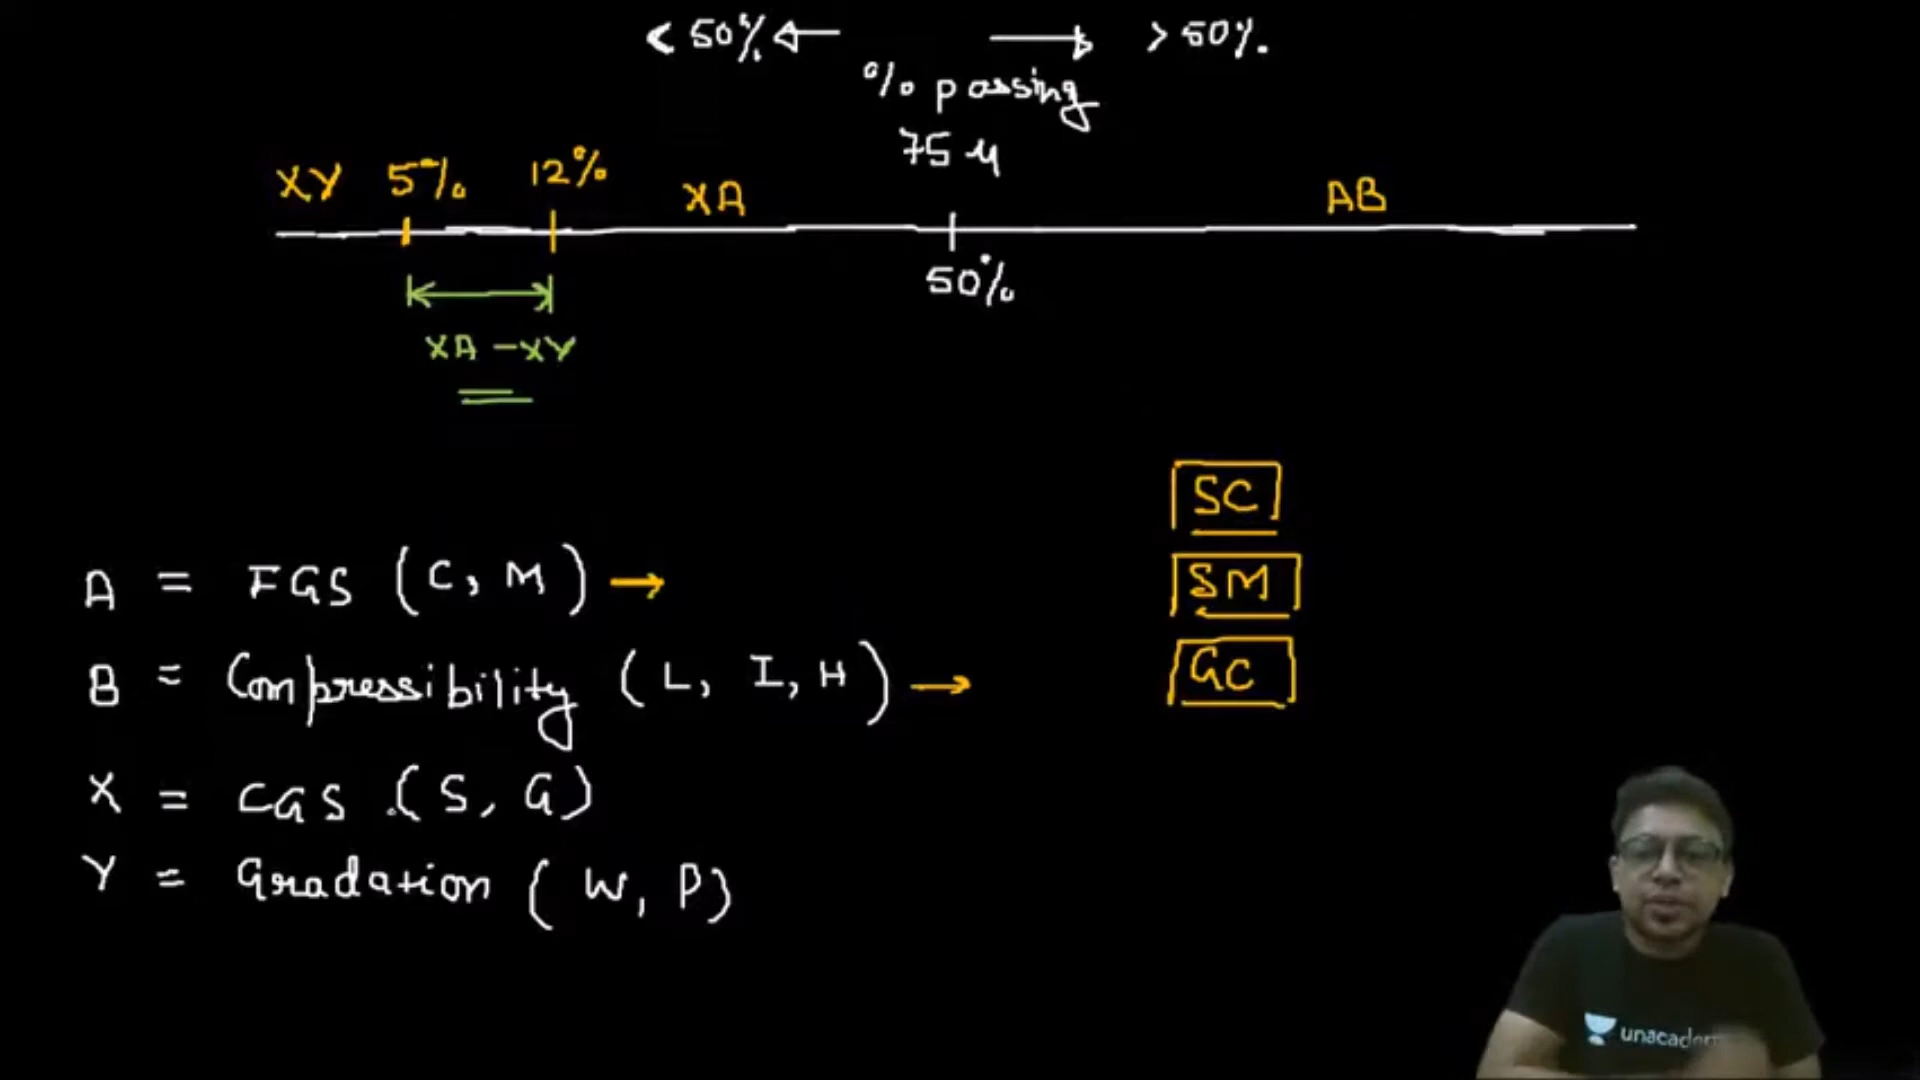 < 50% > 50%.
% passing
75 μ
XY 5% 12% XA AB
50%
XA - XY
SC
SM
GC
A = FGS (C, M) →
B = Compressibility (L, I, H) →
X = CGS (S, G)
Y = Gradation (W, P)